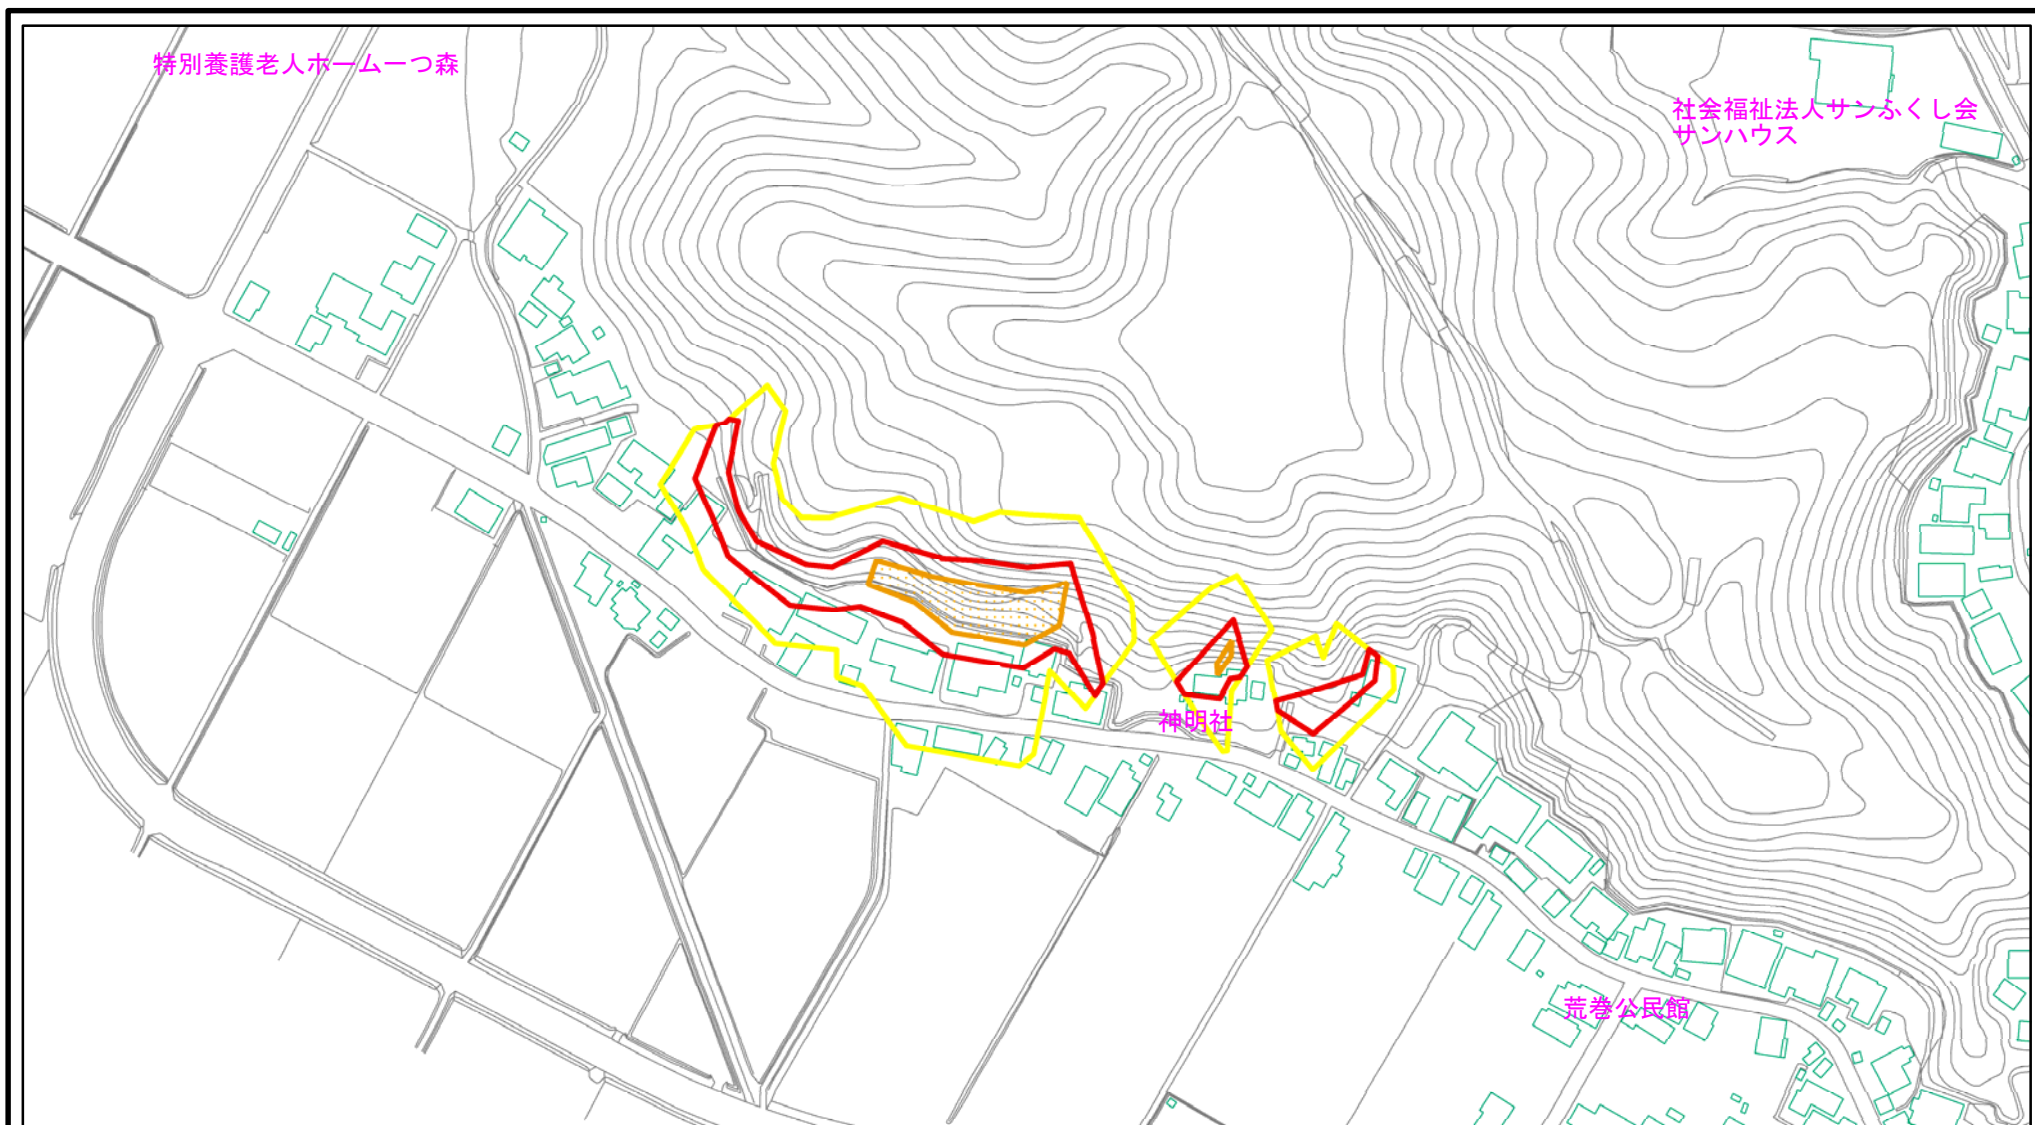 特別養護老人ホーム一つ森
社会福祉法人サンふくし会
サンハウス
神明社
荒巻公民館